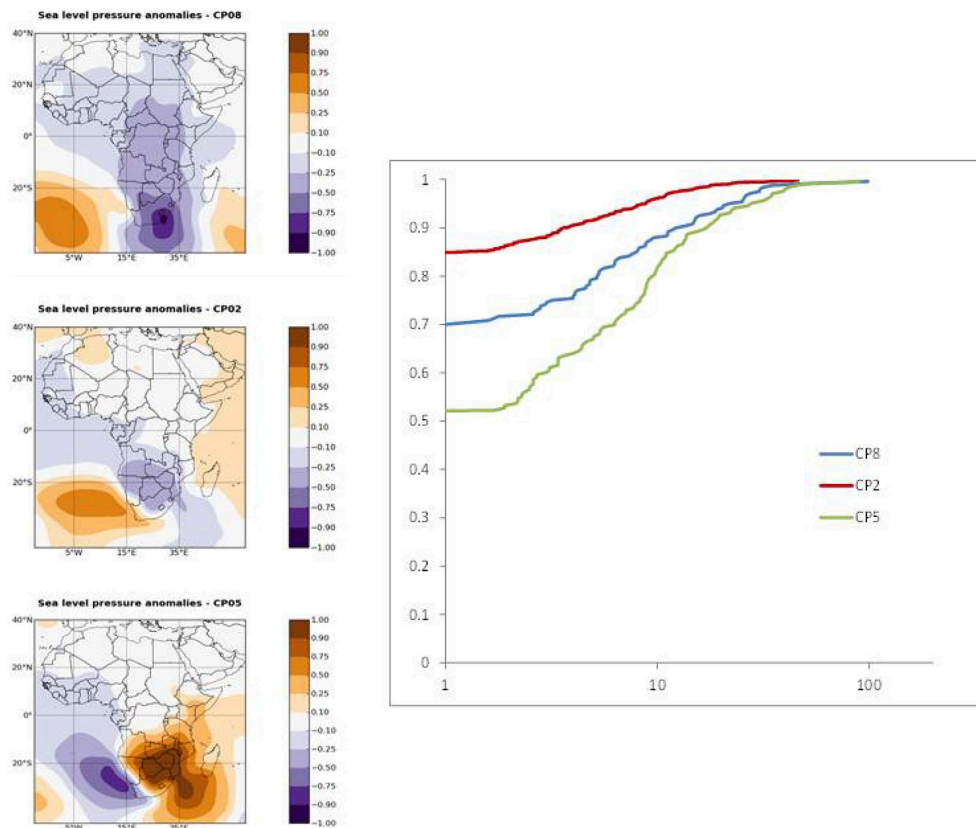 Sea level pressure anomalies - CP08
40°N
20°N
0°
20°S
5°W 15°E 35°E
1.00
0.90
0.75
0.50
0.25
0.10
−0.10
−0.25
−0.50
−0.75
−0.90
−1.00
Sea level pressure anomalies - CP02
40°N
20°N
0°
20°S
5°W 15°E 35°E
1.00
0.90
0.75
0.50
0.25
0.10
−0.10
−0.25
−0.50
−0.75
−0.90
−1.00
Sea level pressure anomalies - CP05
40°N
20°N
0°
20°S
5°W 15°E 35°E
1.00
0.90
0.75
0.50
0.25
0.10
−0.10
−0.25
−0.50
−0.75
−0.90
−1.00
1
0.9
0.8
0.7
0.6
0.5
0.4
0.3
0.2
0.1
0
1 10 100
CP8
CP2
CP5